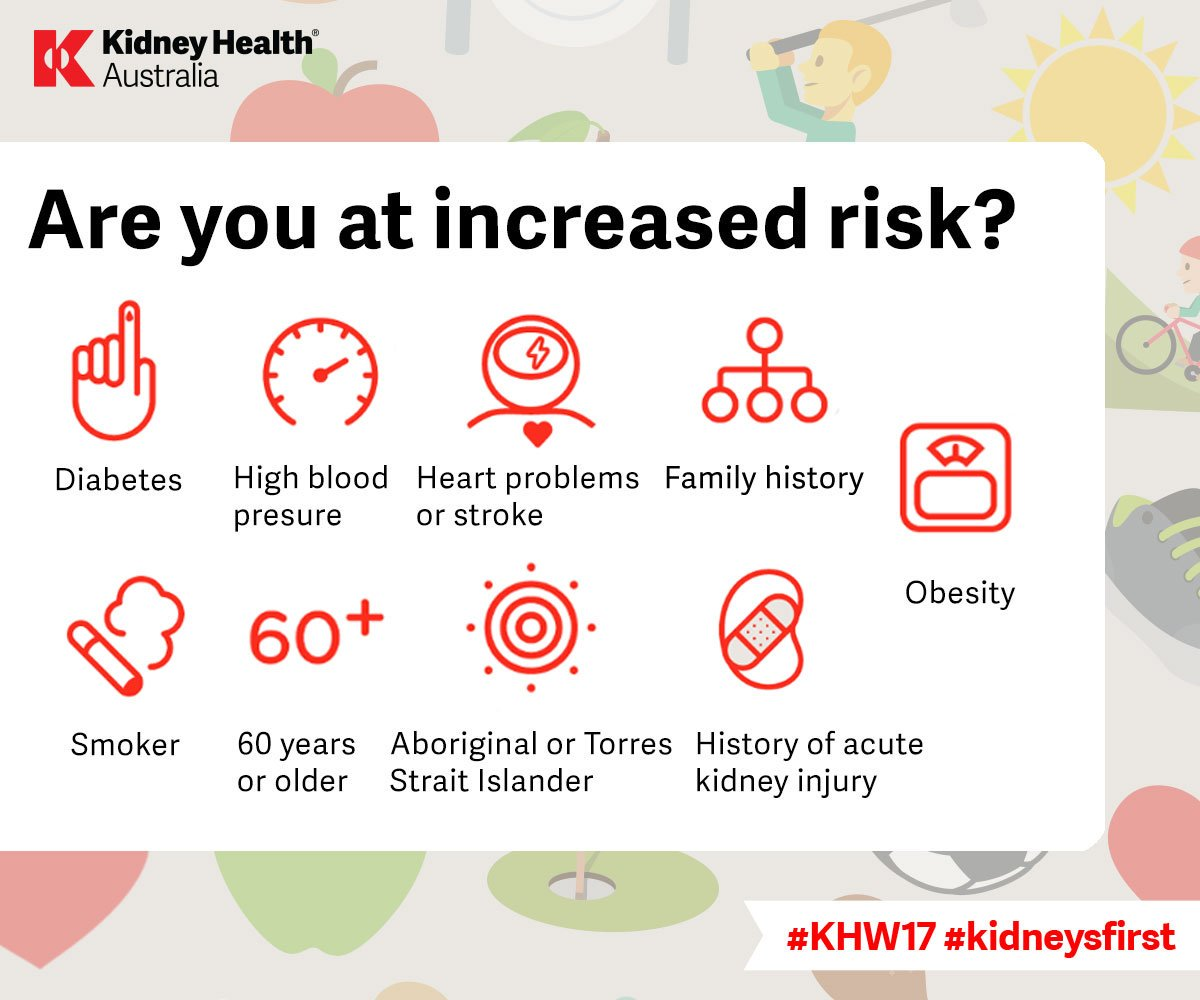 Kidney Health®
Australia
Are you at increased risk?
Diabetes
High blood
presure
Heart problems
or stroke
Family history
Obesity
Smoker
60+
60 years
or older
Aboriginal or Torres
Strait Islander
History of acute
kidney injury
#KHW17 #kidneysfirst